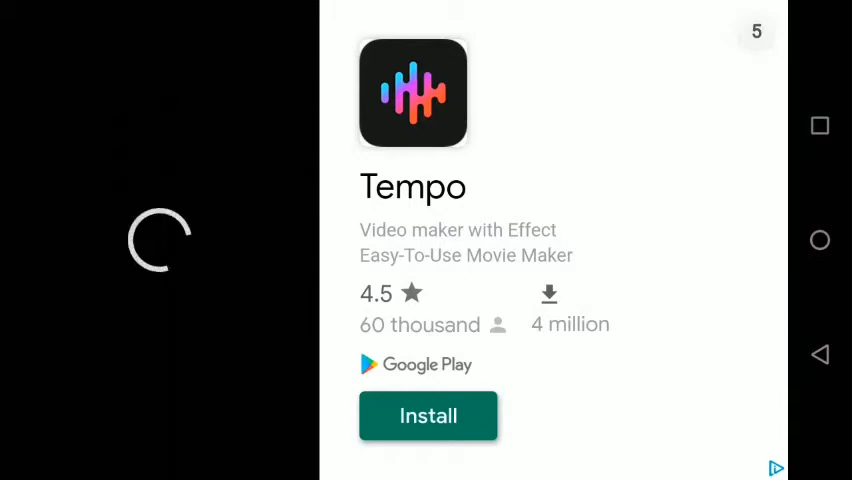 5
Tempo
Video maker with Effect
Easy-To-Use Movie Maker
4.5
60 thousand
4 million
Google Play
Install